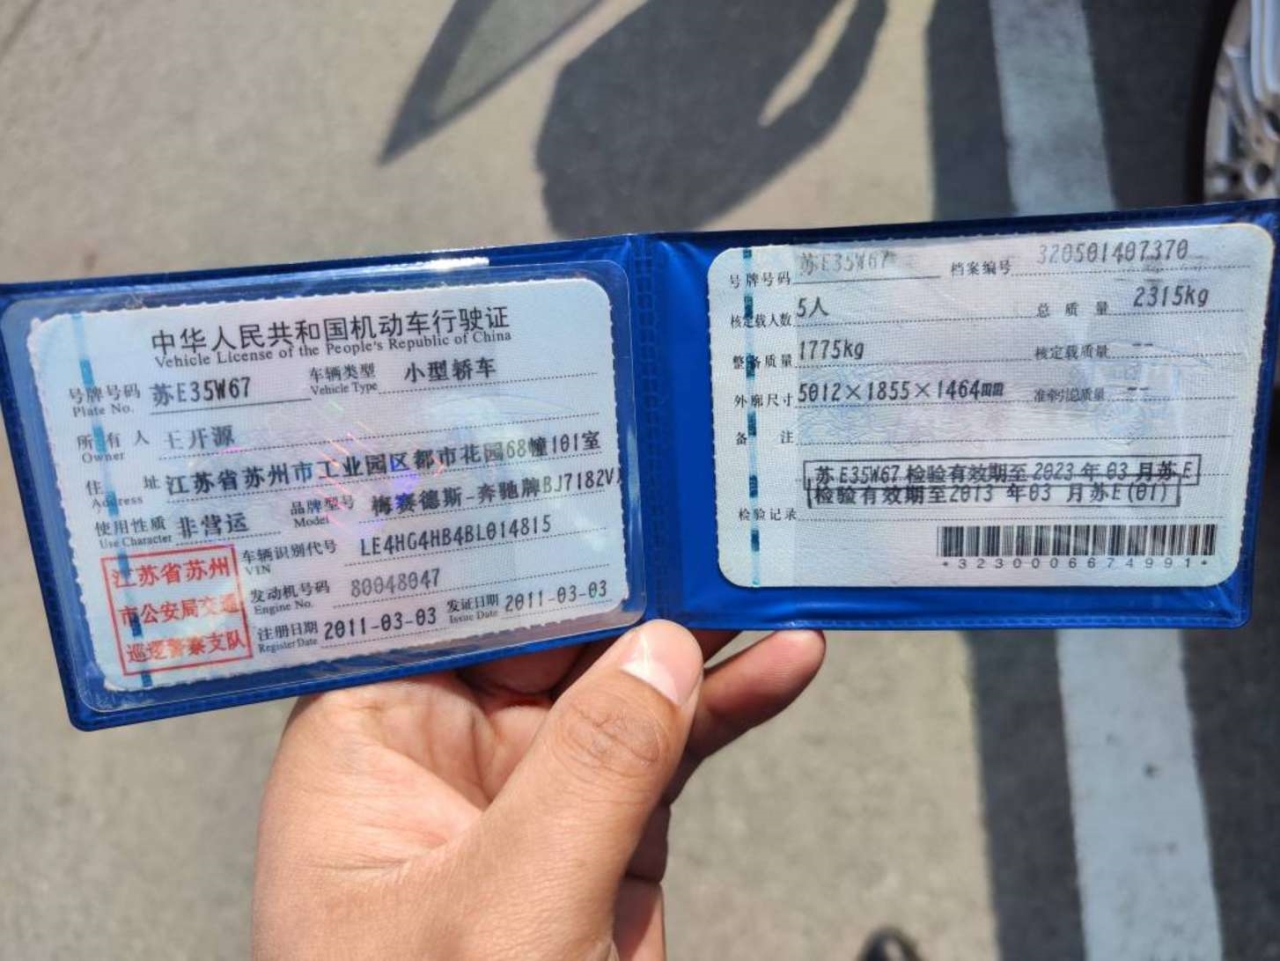 中华人民共和国机动车行驶证
Vehicle License of the People's Republic of China
号牌号码 苏E35W67 车辆类型 小型轿车
Plate No. Vehicle Type
所有人 王开源
Owner
住址 江苏省苏州市工业园区都市花园68幢101室
Address
使用性质 非营运 品牌型号 梅赛德斯-奔驰牌BJ7182V
Use Character Model
车辆识别代号 LE4HG4HB4BL014815
VIN
发动机号码 80048047
Engine No.
注册日期 2011-03-03 发证日期 2011-03-03
Register Date Issue Date
江苏省苏州
市公安局交通
巡逻警察支队
号牌号码 苏E35W67 档案编号 320501407370
核定载人数 5人 总质量 2315kg
整备质量 1775kg 核定载质量 --
外廓尺寸 5012×1855×1464mm 准牵引总质量 --
备注
苏E35W67 检验有效期至 2023 年 03 月 苏E
检验有效期至2013 年03 月 苏E(01)
检验记录
*3230006674991*